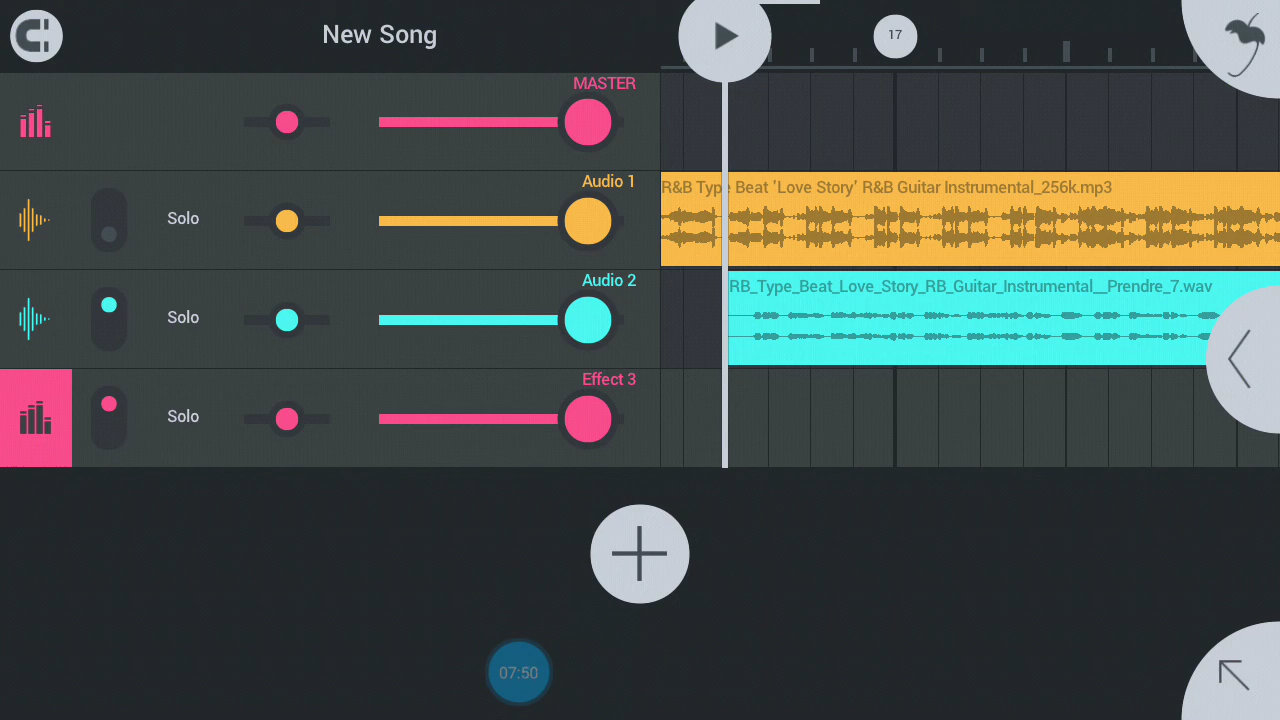 New Song
17
MASTER
Audio 1
Solo
R&B Type Beat 'Love Story' R&B Guitar Instrumental_256k.mp3
Audio 2
Solo
RB_Type_Beat_Love_Story_RB_Guitar_Instrumental__Prendre_7.wav
Effect 3
Solo
07:50